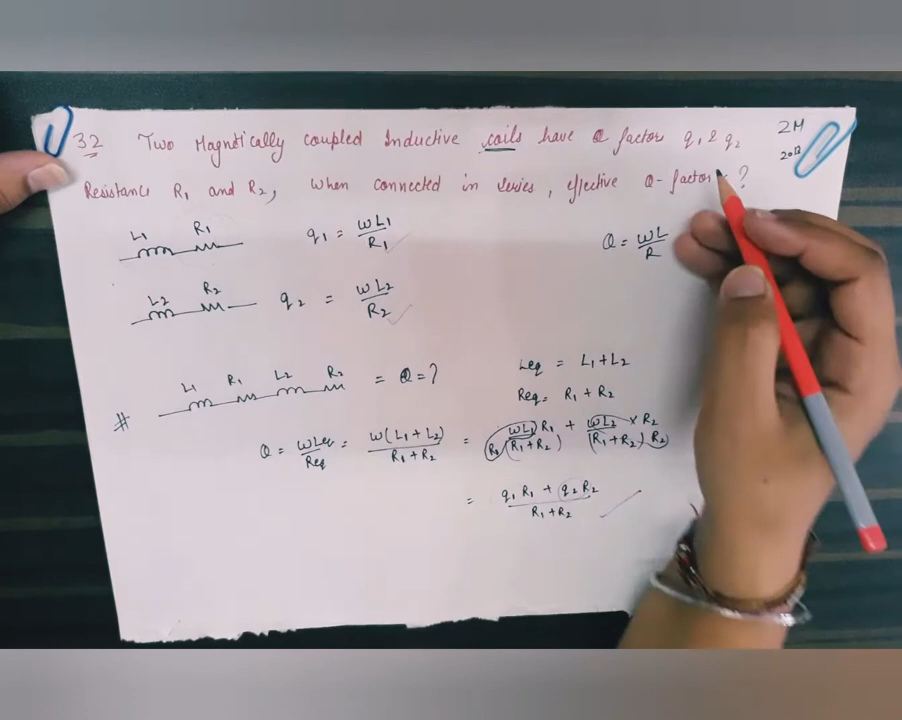 32 Two Magnetically coupled Inductive coils have Q factors q1 & q2 2M 2013
Resistance R1 and R2, When connected in series, effective Q-factor ?
L1 R1 q1 = ωL1/R1 Q = ωL/R
L2 R2 q2 = ωL2/R2
Leq = L1+L2
# L1 R1 L2 R2 = Q=?
Req = R1+R2
Q = ωLeq/Req = ω(L1+L2)/R1+R2 = ωL1 R1/R1(R1+R2) + ωL2 × R2/(R1+R2) R2
= q1 R1 + q2 R2/R1+R2